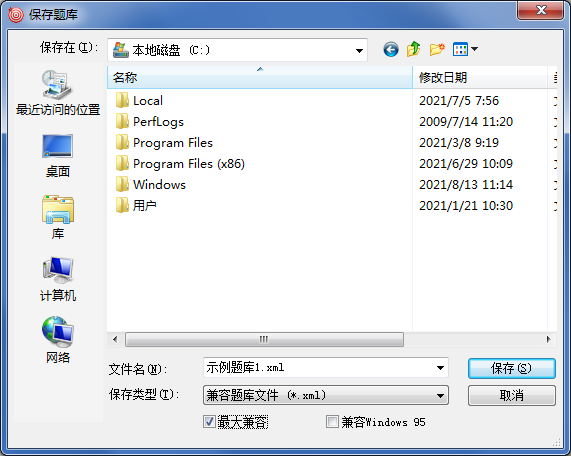 保存题库
保存在(I):
本地磁盘 (C:)
最近访问的位置
桌面
库
计算机
网络
名称 修改日期
Local 2021/7/5 7:56
PerfLogs 2009/7/14 11:20
Program Files 2021/3/8 9:19
Program Files (x86) 2021/6/29 10:09
Windows 2021/8/13 11:14
用户 2021/1/21 10:30
文件名(N): 示例题库1.xml 保存(S)
保存类型(T): 兼容题库文件 (*.xml) 取消
最大兼容 兼容Windows 95